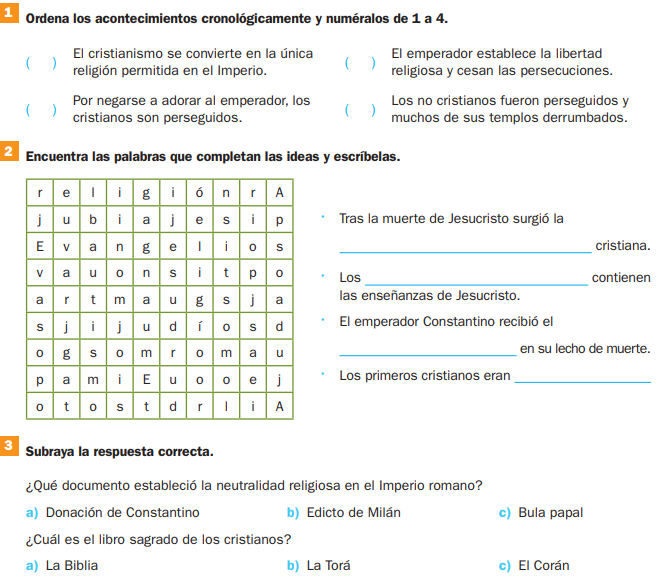 1 Ordena los acontecimientos cronológicamente y numéralos de 1 a 4.
( ) El cristianismo se convierte en la única
religión permitida en el Imperio.
( ) El emperador establece la libertad
religiosa y cesan las persecuciones.
( ) Por negarse a adorar al emperador, los
cristianos son perseguidos.
( ) Los no cristianos fueron perseguidos y
muchos de sus templos derrumbados.
2 Encuentra las palabras que completan las ideas y escríbelas.
r e l i g i ó n r A
j u b i a j e s i p
E v a n g e l i o s
v a u o n s i t p o
a r t m a u g s j a
s j i j u d í o s d
o g s o m r o m a u
p a m i E u o o e j
o t o s t d r l i A
• Tras la muerte de Jesucristo surgió la
cristiana.
• Los contienen
las enseñanzas de Jesucristo.
• El emperador Constantino recibió el
en su lecho de muerte.
• Los primeros cristianos eran
3 Subraya la respuesta correcta.
¿Qué documento estableció la neutralidad religiosa en el Imperio romano?
a) Donación de Constantino b) Edicto de Milán c) Bula papal
¿Cuál es el libro sagrado de los cristianos?
a) La Biblia b) La Torá c) El Corán